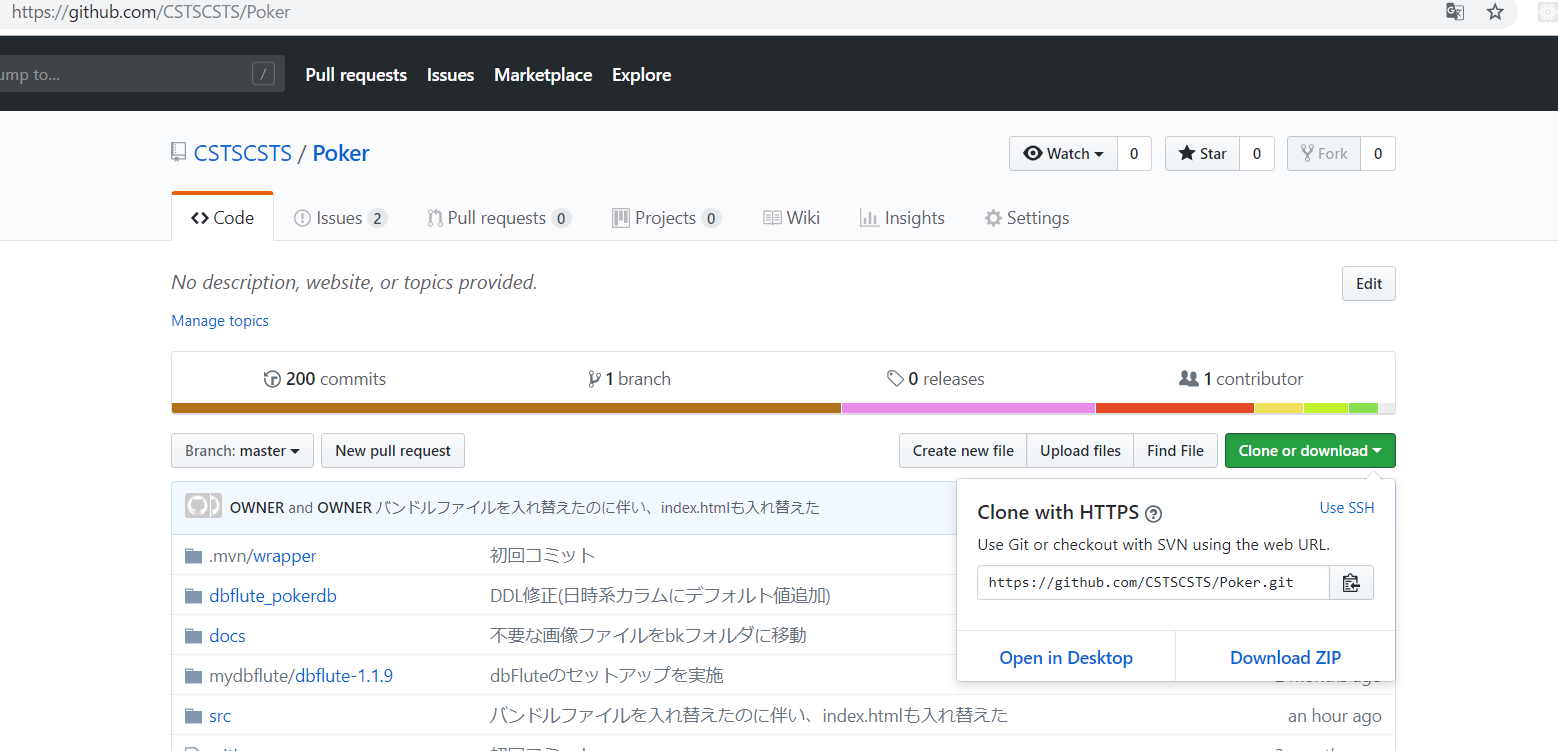 https://github.com/CSTSCSTS/Poker
ump to... / Pull requests Issues Marketplace Explore
CSTSCSTS / Poker Watch 0 Star 0 Fork 0
Code Issues 2 Pull requests 0 Projects 0 Wiki Insights Settings
No description, website, or topics provided. Edit
Manage topics
200 commits 1 branch 0 releases 1 contributor
Branch: master New pull request Create new file Upload files Find File Clone or download
OWNER and OWNER バンドルファイルを入れ替えたのに伴い、index.htmlも入れ替えた
Clone with HTTPS ? Use SSH
Use Git or checkout with SVN using the web URL.
https://github.com/CSTSCSTS/Poker.git
Open in Desktop Download ZIP
.mvn/wrapper 初回コミット
dbflute_pokerdb DDL修正(日時系カラムにデフォルト値追加)
docs 不要な画像ファイルをbkフォルダに移動
mydbflute/dbflute-1.1.9 dbFluteのセットアップを実施
src バンドルファイルを入れ替えたのに伴い、index.htmlも入れ替えた an hour ago